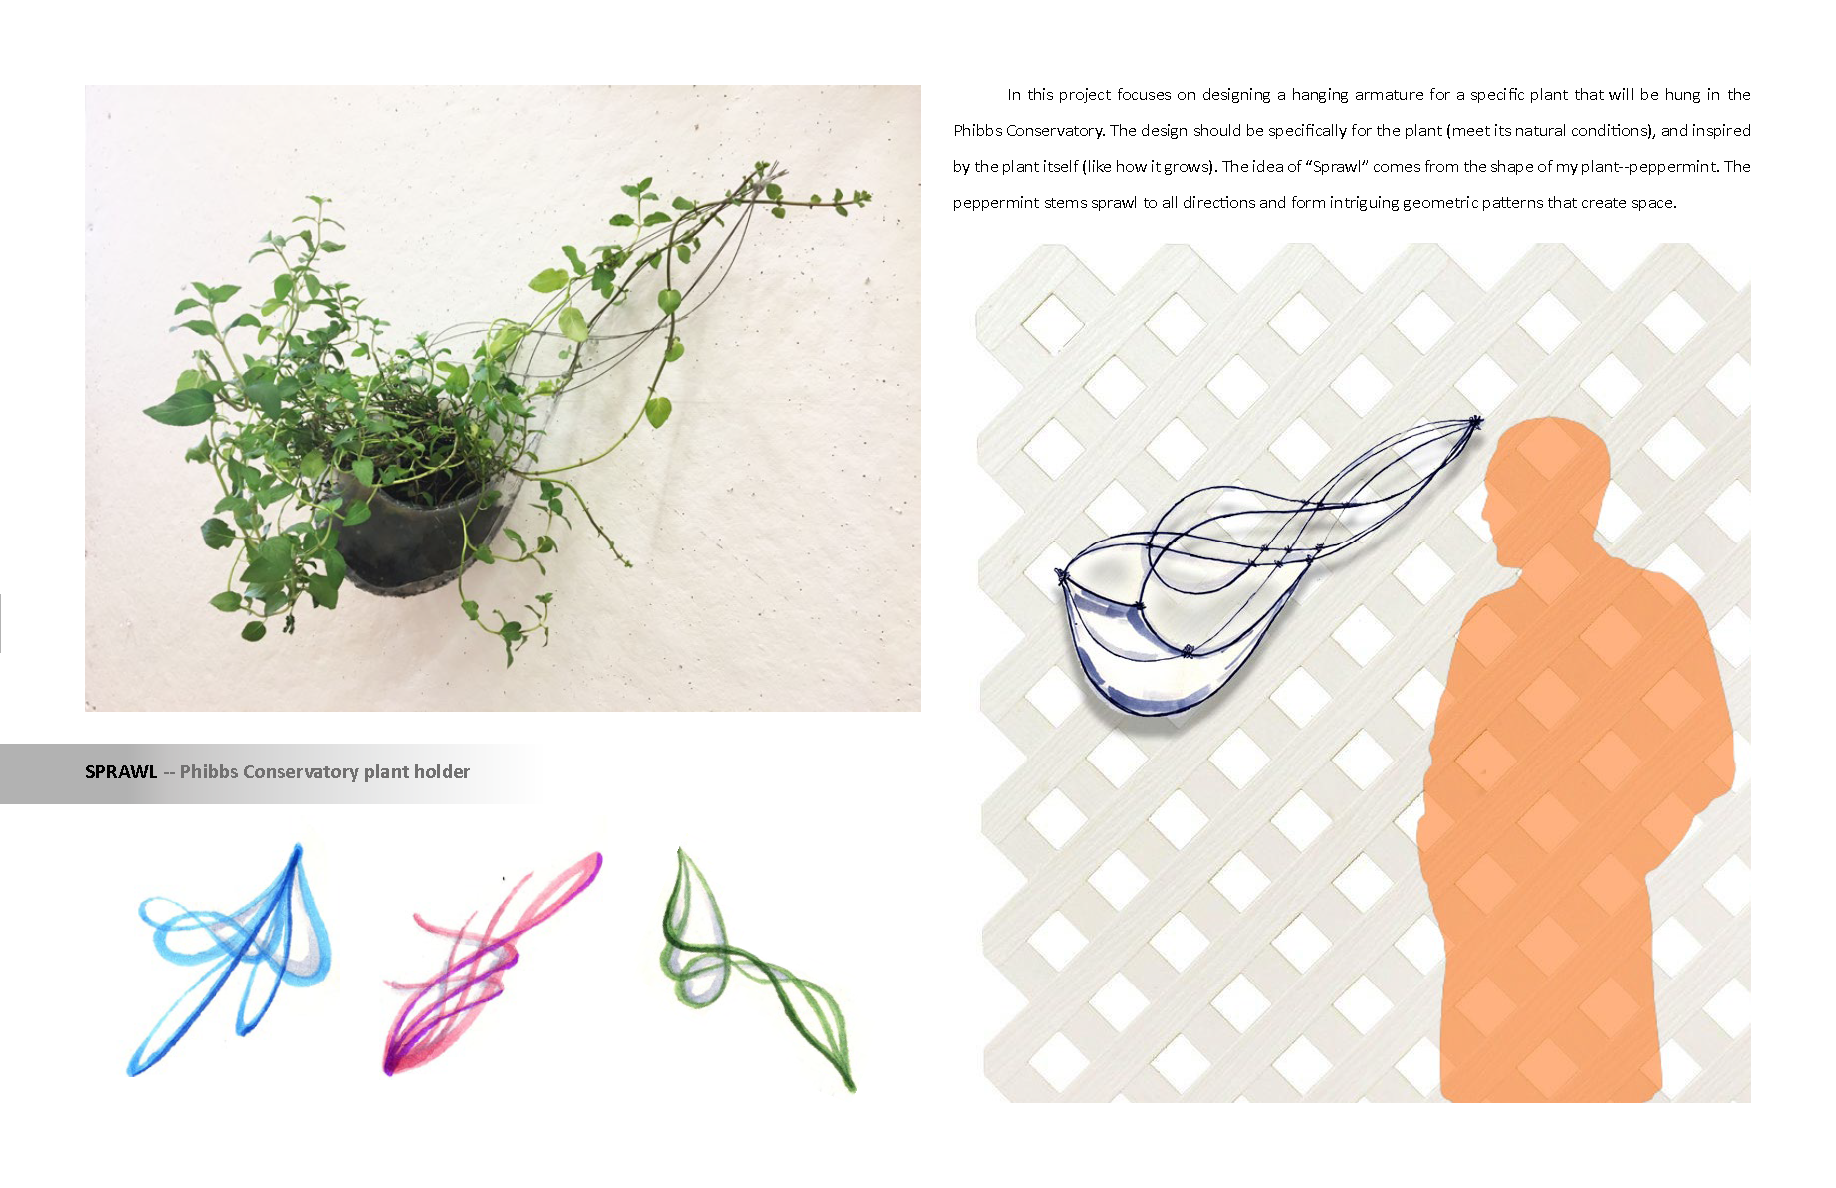 In this project focuses on designing a hanging armature for a specific plant that will be hung in the
Phibbs Conservatory. The design should be specifically for the plant (meet its natural conditions), and inspired
by the plant itself (like how it grows). The idea of “Sprawl” comes from the shape of my plant--peppermint. The
peppermint stems sprawl to all directions and form intriguing geometric patterns that create space.
SPRAWL -- Phibbs Conservatory plant holder